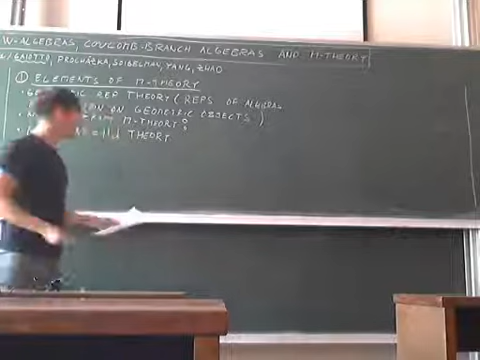 W-ALGEBRAS, COULOMB-BRANCH ALGEBRAS AND M-THEORY
W/ GAIOTTO, PROCHÁZKA, SOIBELMAN, YANG, ZHAO
① ELEMENTS OF M-THEORY
REP THEORY (REPS OF ALGEBRAS
ON GEOMETRIC OBJECTS)
FROM M-THEORY
11d THEORY